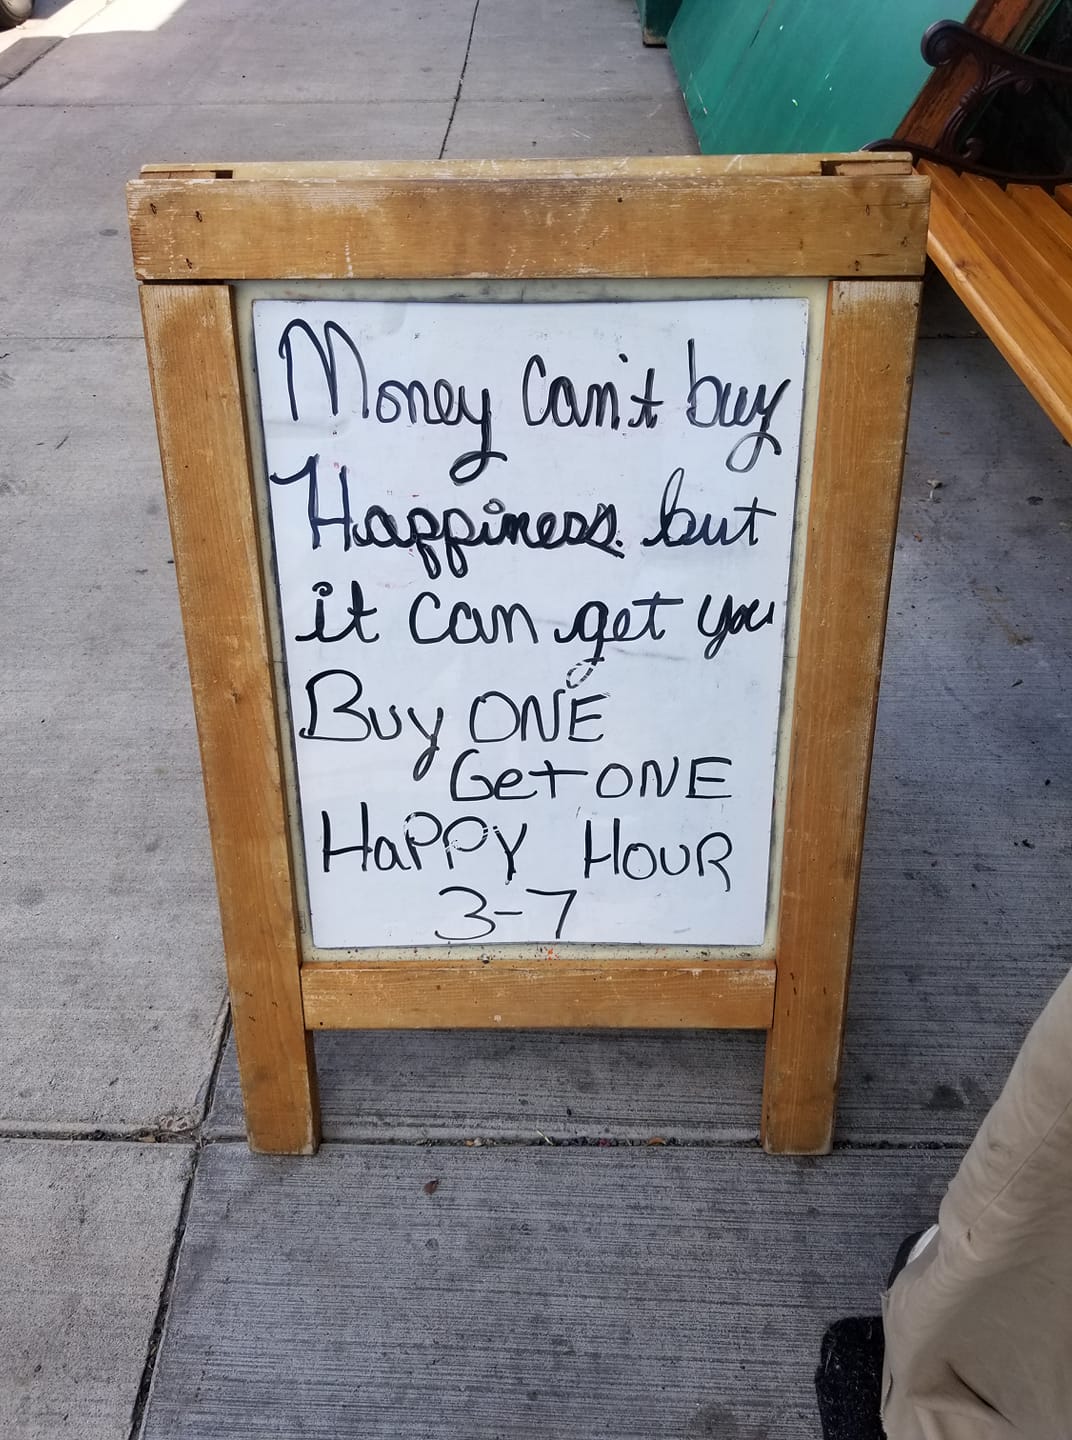 Money Can't buy
Happiness but
it can get you
Buy ONE
Get ONE
HaPPY HOUR
3-7